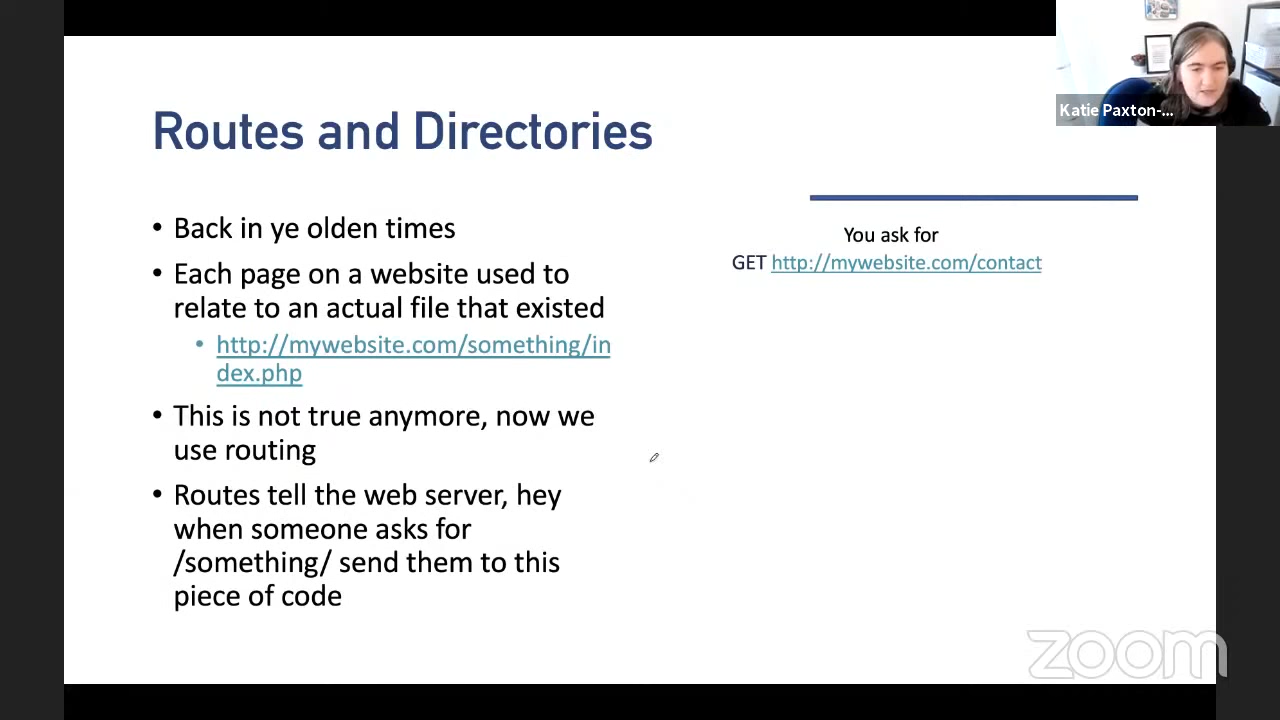 Katie Paxton-...
Routes and Directories
• Back in ye olden times
• Each page on a website used to
relate to an actual file that existed
• http://mywebsite.com/something/in
dex.php
• This is not true anymore, now we
use routing
• Routes tell the web server, hey
when someone asks for
/something/ send them to this
piece of code
You ask for
GET http://mywebsite.com/contact
zoom